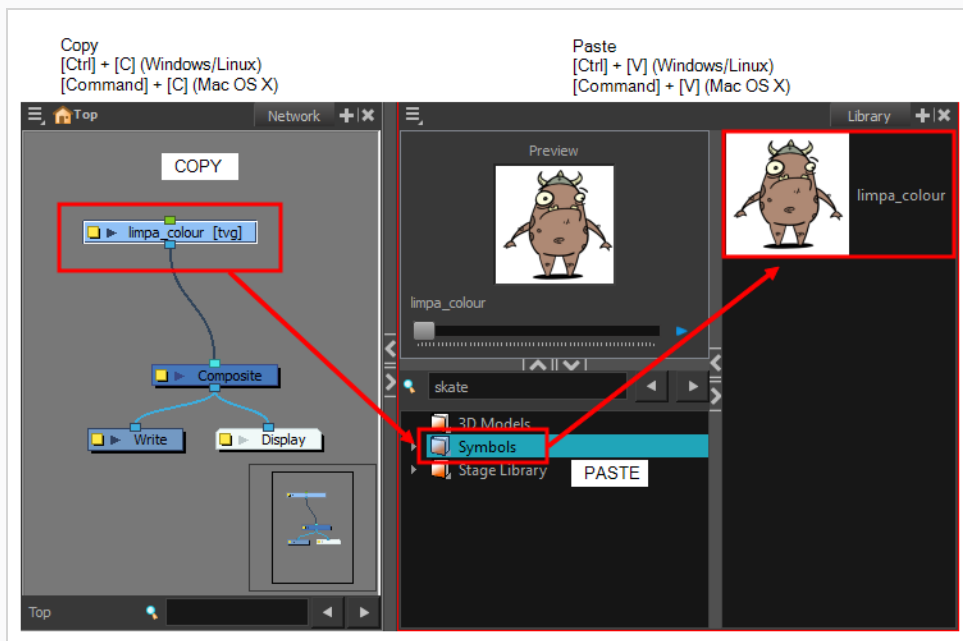 Copy
[Ctrl] + [C] (Windows/Linux)
[Command] + [C] (Mac OS X)
Paste
[Ctrl] + [V] (Windows/Linux)
[Command] + [V] (Mac OS X)
Top
Network
COPY
limpa_colour [tvg]
Composite
Write
Display
Top
Library
Preview
limpa_colour
skate
3D Models
Symbols
Stage Library
PASTE
limpa_colour